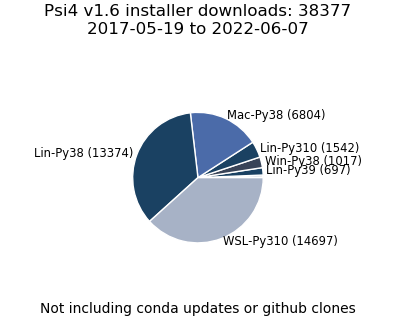 Psi4 v1.6 installer downloads: 38377
2017-05-19 to 2022-06-07
Mac-Py38 (6804)
Lin-Py310 (1542)
Lin-Py38 (13374)
Win-Py38 (1017)
Lin-Py39 (697)
WSL-Py310 (14697)
Not including conda updates or github clones